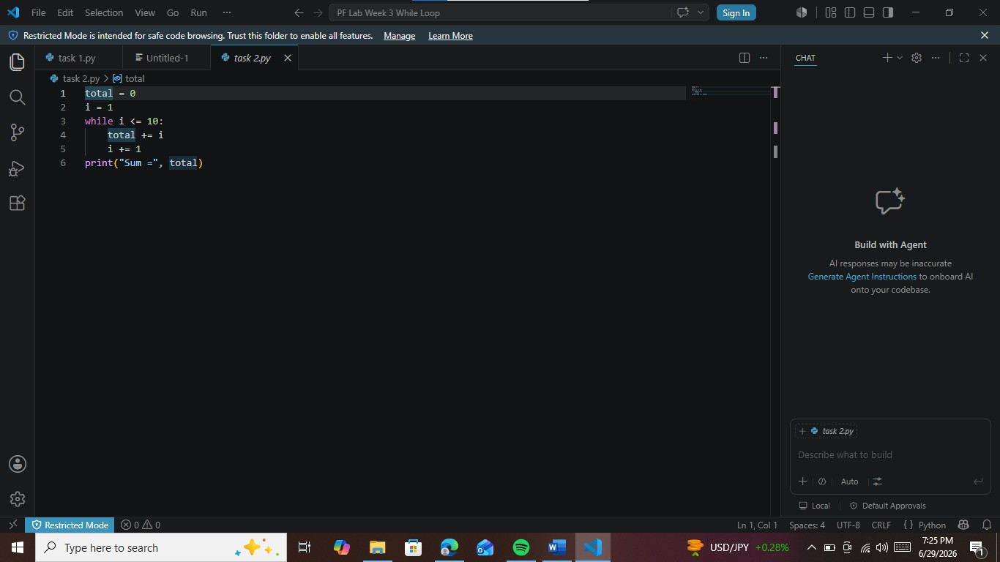 File Edit Selection View Go Run ···
PF Lab Week 3 While Loop
Sign In
Restricted Mode is intended for safe code browsing. Trust this folder to enable all features. Manage Learn More
task 1.py
Untitled-1
task 2.py
task 2.py > total
1 total = 0
2 i = 1
3 while i <= 10:
4     total += i
5     i += 1
6 print("Sum =", total)
CHAT
Build with Agent
AI responses may be inaccurate
Generate Agent Instructions to onboard AI
onto your codebase.
task 2.py
Describe what to build
Auto
Local
Default Approvals
Restricted Mode
0 0
Ln 1, Col 1
Spaces: 4
UTF-8
CRLF
{ } Python
Type here to search
USD/JPY +0.28%
7:25 PM
6/29/2026
1